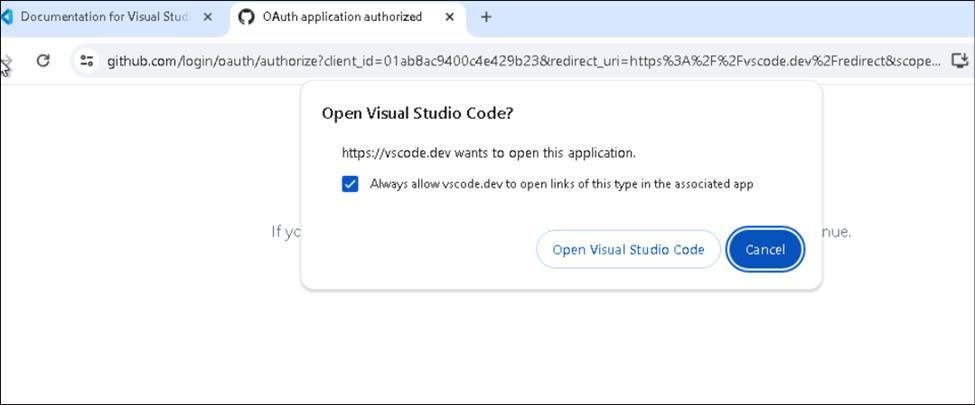 Documentation for Visual Studi
OAuth application authorized
github.com/login/oauth/authorize?client_id=01ab8ac9400c4e429b23&redirect_uri=https%3A%2F%2Fvscode.dev%2Fredirect&scope...
Open Visual Studio Code?
https://vscode.dev wants to open this application.
Always allow vscode.dev to open links of this type in the associated app
If yo
nue.
Open Visual Studio Code
Cancel